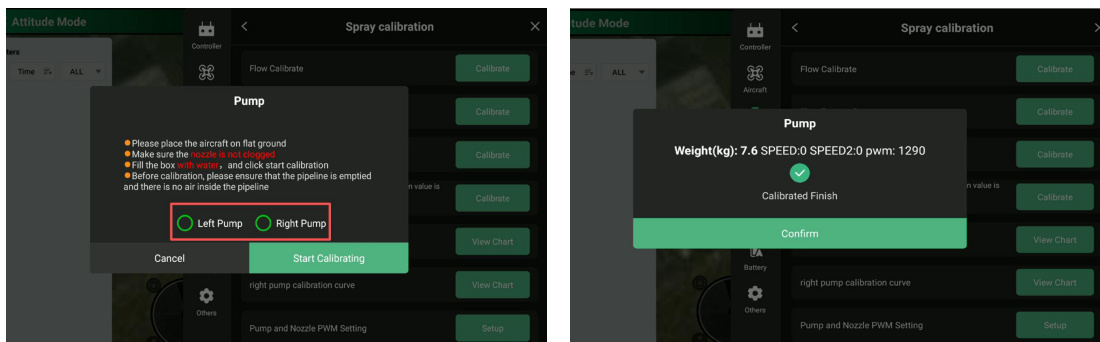 Attitude Mode
ters
Time
ALL
Controller
Spray calibration
Flow Calibrate
Calibrate
Calibrate
Calibrate
Pump
Please place the aircraft on flat ground
Make sure the nozzle is not clogged
Fill the box with water，and click start calibration
Before calibration, please ensure that the pipeline is emptied
and there is no air inside the pipeline
n value is
Calibrate
Left Pump
Right Pump
Cancel
Start Calibrating
View Chart
right pump calibration curve
View Chart
Others
Pump and Nozzle PWM Setting
Setup
tude Mode
ALL
Controller
Aircraft
Spray calibration
Flow Calibrate
Calibrate
Calibrate
Pump
Weight(kg): 7.6 SPEED:0 SPEED2:0 pwm: 1290
Calibrate
Calibrated Finish
n value is
Calibrate
Confirm
View Chart
Battery
right pump calibration curve
View Chart
Others
Pump and Nozzle PWM Setting
Setup